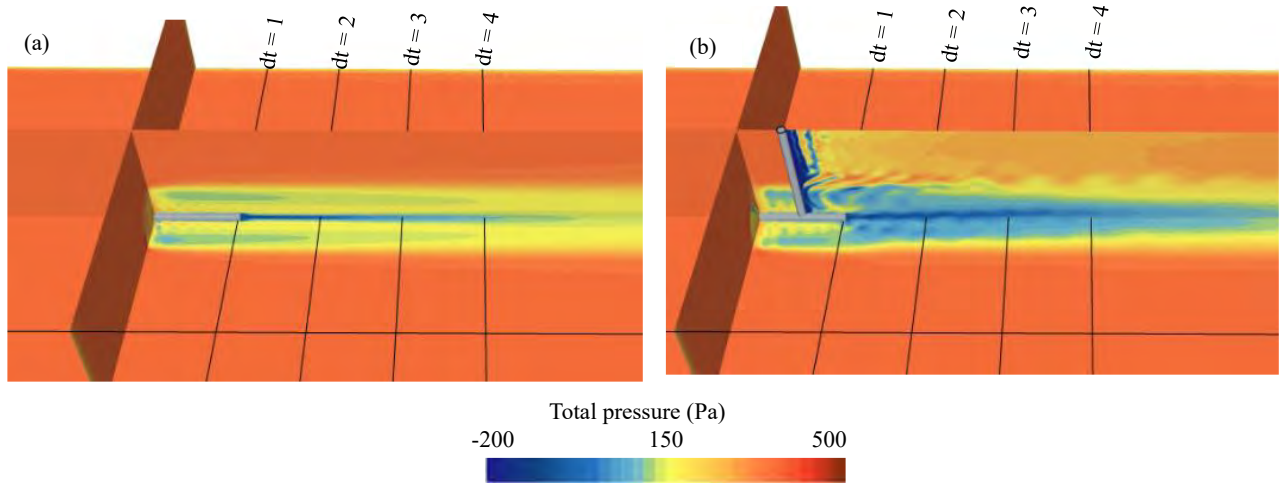 (a)
dt = 1
dt = 2
dt = 3
dt = 4
(b)
dt = 1
dt = 2
dt = 3
dt = 4
Total pressure (Pa)
-200 150 500